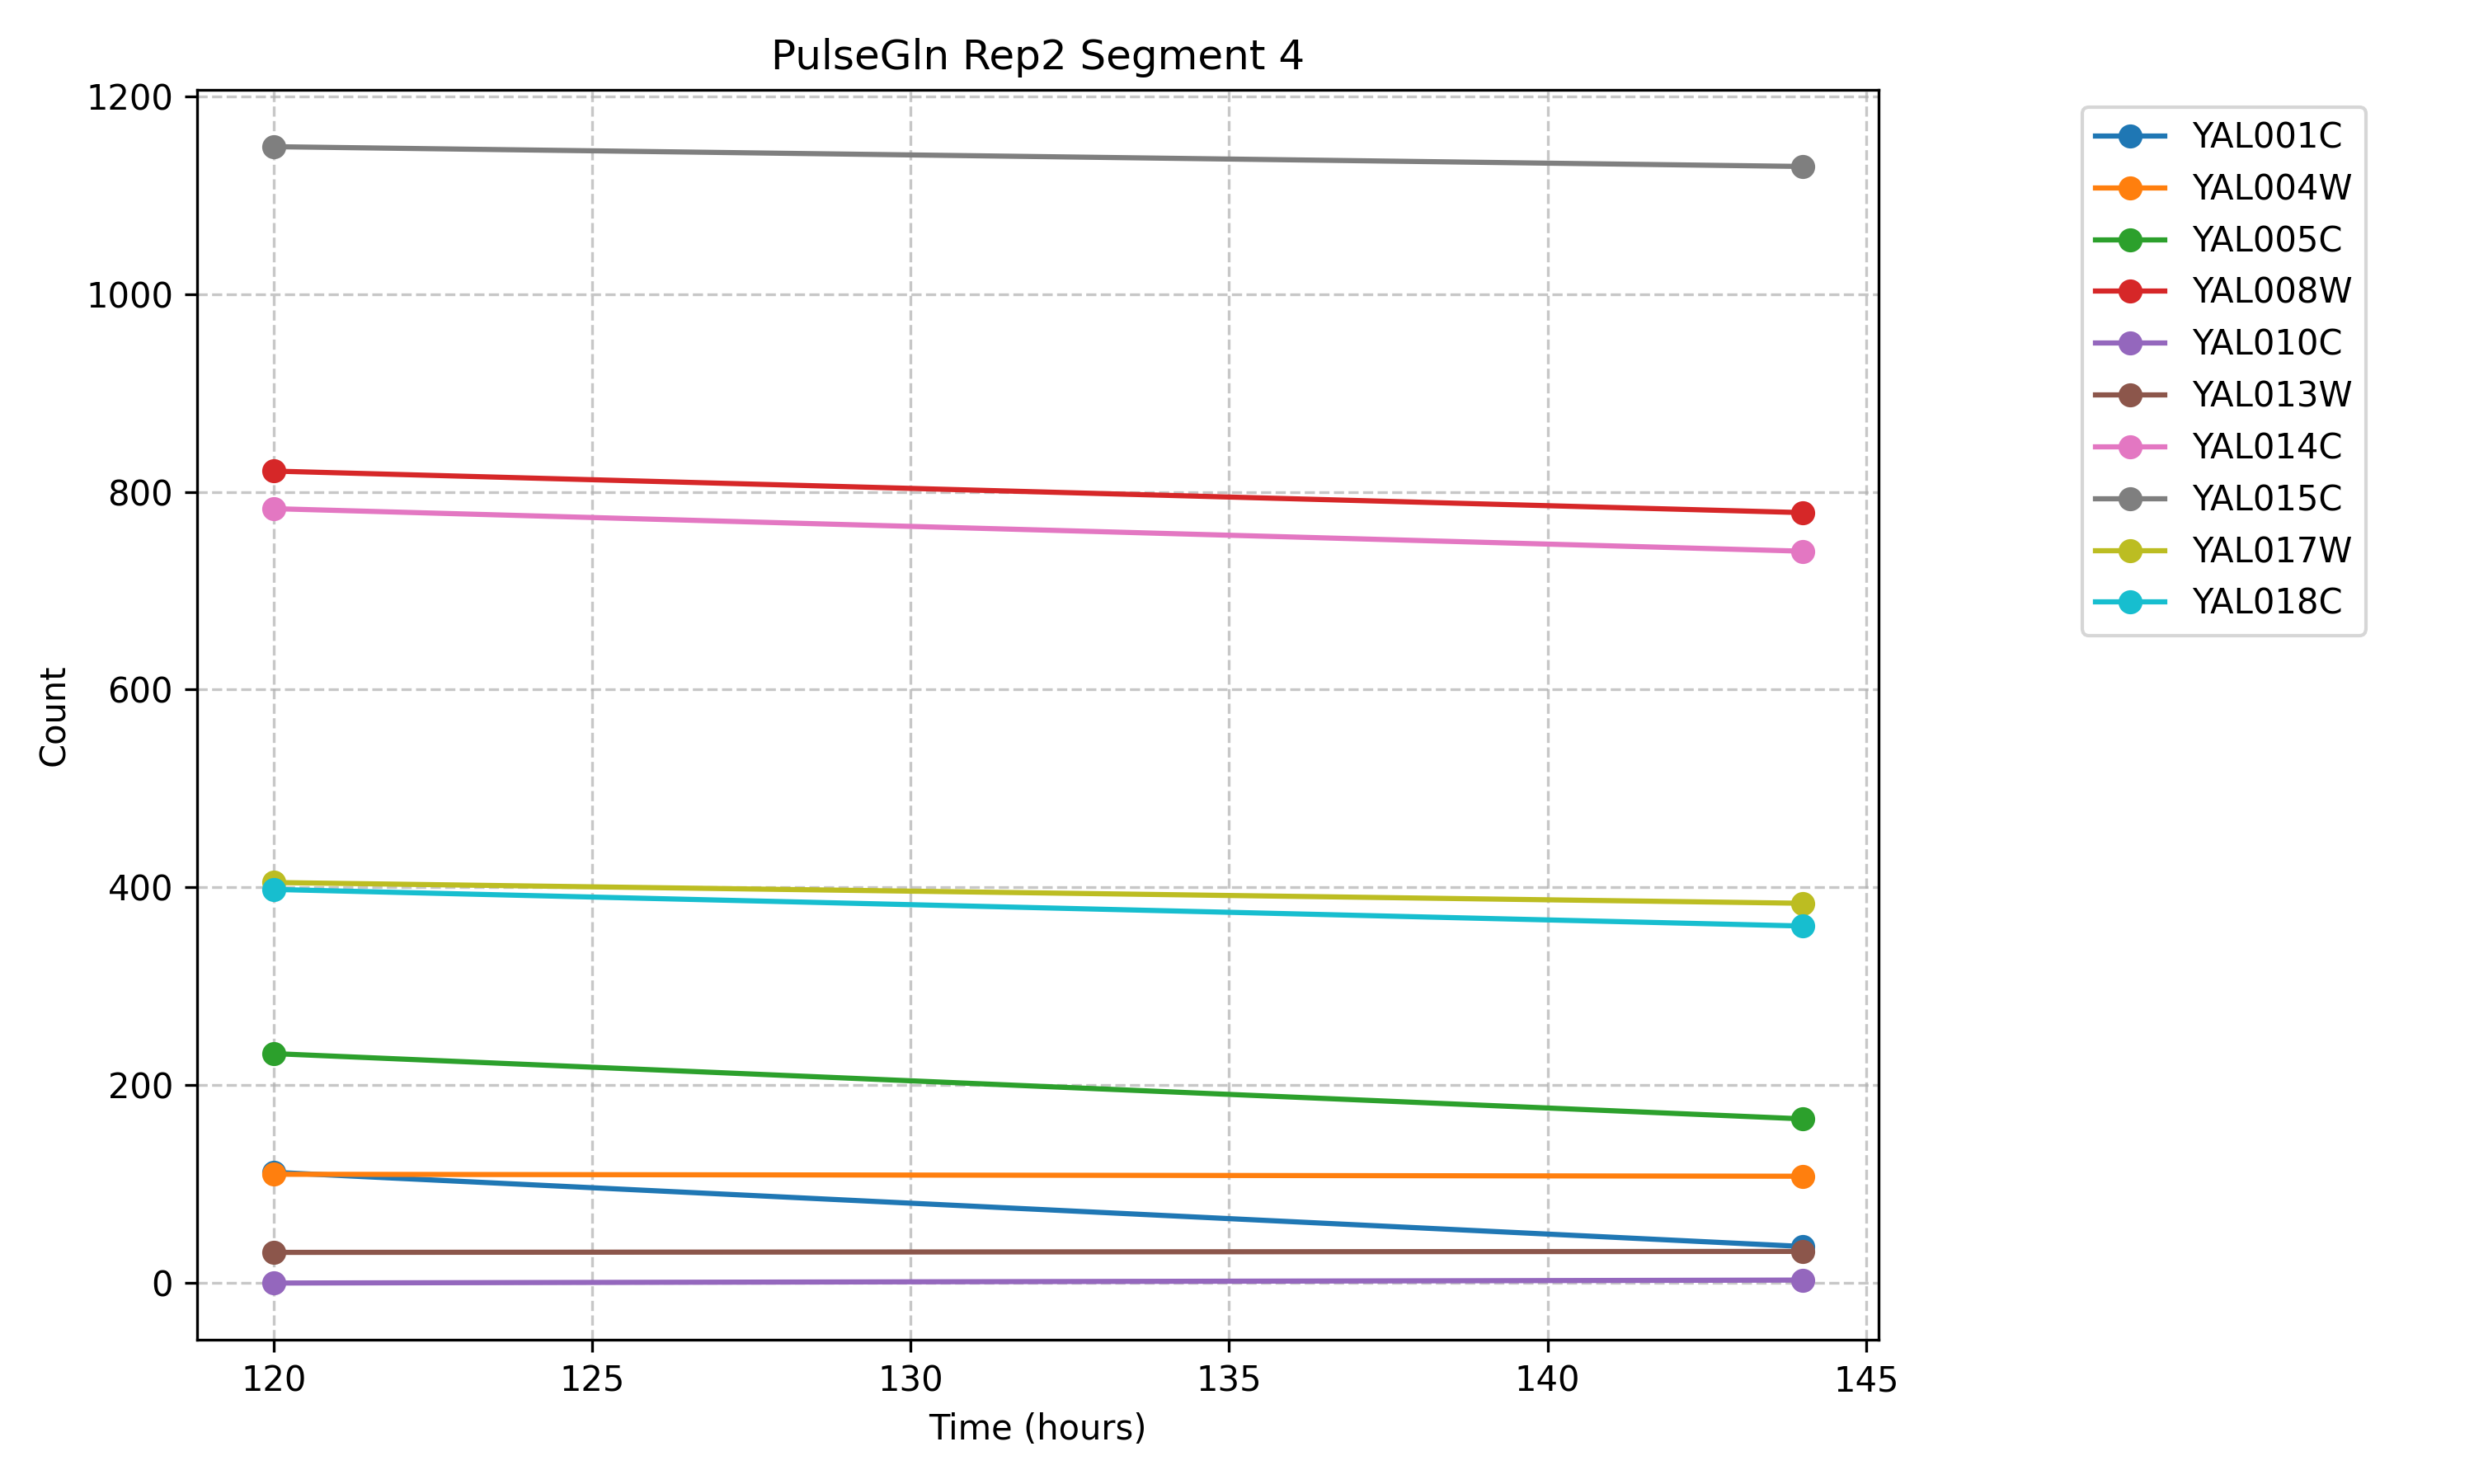 PulseGln Rep2 Segment 4
1200
1000
800
600
400
200
0
Count
120 125 130 135 140 145
Time (hours)
YAL001C
YAL004W
YAL005C
YAL008W
YAL010C
YAL013W
YAL014C
YAL015C
YAL017W
YAL018C